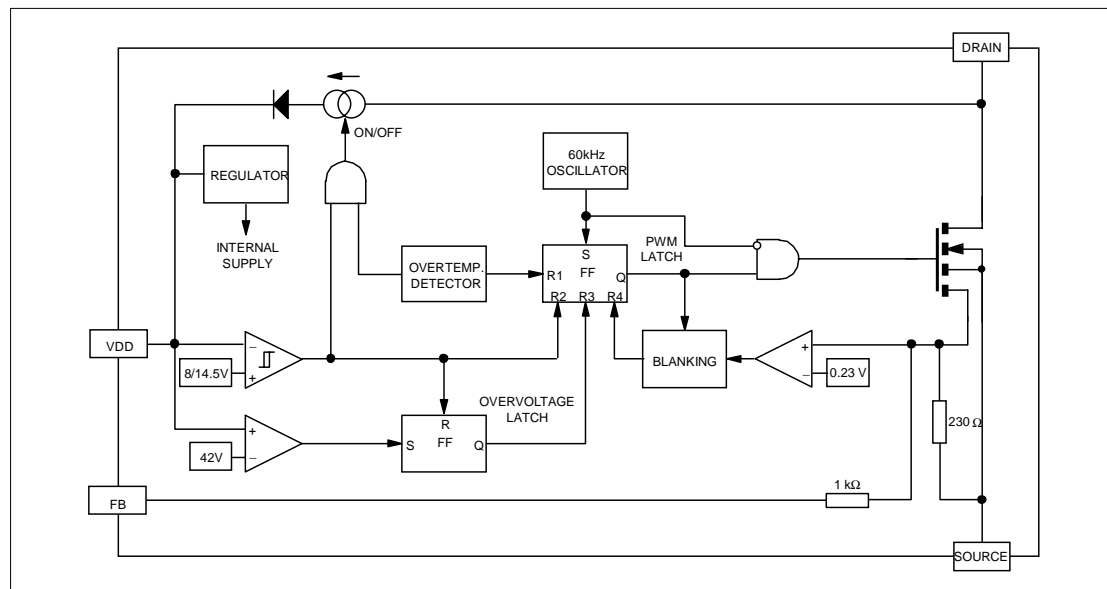 DRAIN
ON/OFF
60kHz
OSCILLATOR
REGULATOR
INTERNAL
SUPPLY
PWM
LATCH
OVERTEMP.
DETECTOR
S
FF
R1
R2
R3
R4
Q
VDD
8/14.5V
−
+
BLANKING
+
−
0.23 V
OVERVOLTAGE
LATCH
R
FF
S
Q
+
−
42V
230 Ω
1 kΩ
FB
SOURCE